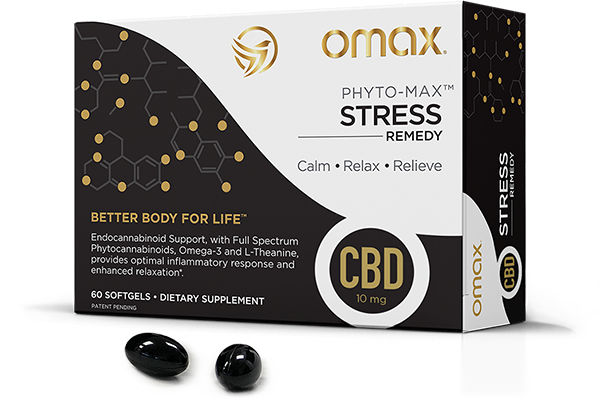 omax®
PHYTO-MAX™
STRESS
REMEDY
Calm • Relax • Relieve
BETTER BODY FOR LIFE™
Endocannabinoid Support, with Full Spectrum
Phytocannabinoids, Omega-3 and L-Theanine,
provides optimal inflammatory response and
enhanced relaxation*.
60 SOFTGELS • DIETARY SUPPLEMENT
PATENT PENDING
CBD
10 mg
STRESS
REMEDY
CBD
omax®